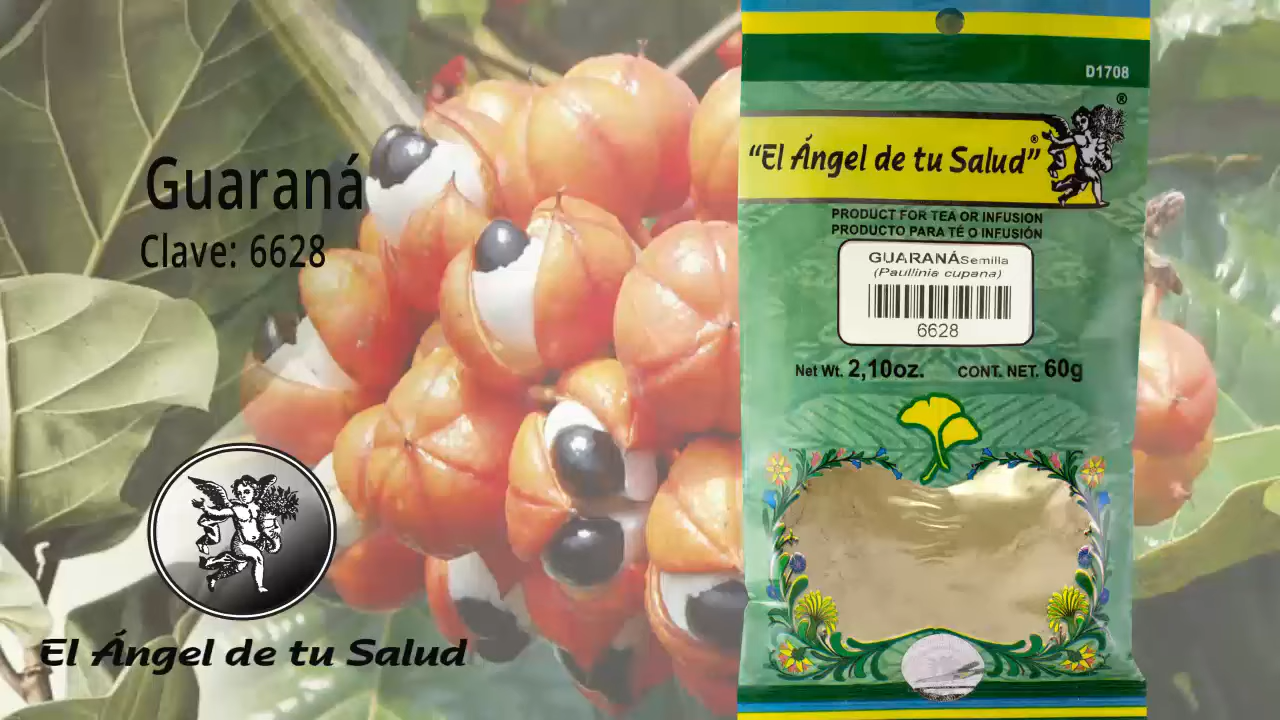 Guaraná
Clave: 6628
El Ángel de tu Salud
D1708
®
"El Ángel de tu Salud"®
PRODUCT FOR TEA OR INFUSION
PRODUCTO PARA TÉ O INFUSIÓN
GUARANÁ Semilla
(Paullinia cupana)
6628
Net Wt. 2,10oz. CONT. NET. 60g